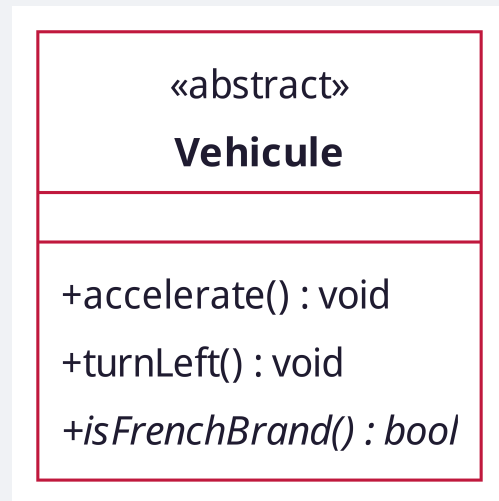 «abstract»
Vehicule
+accelerate() : void
+turnLeft() : void
+isFrenchBrand() : bool